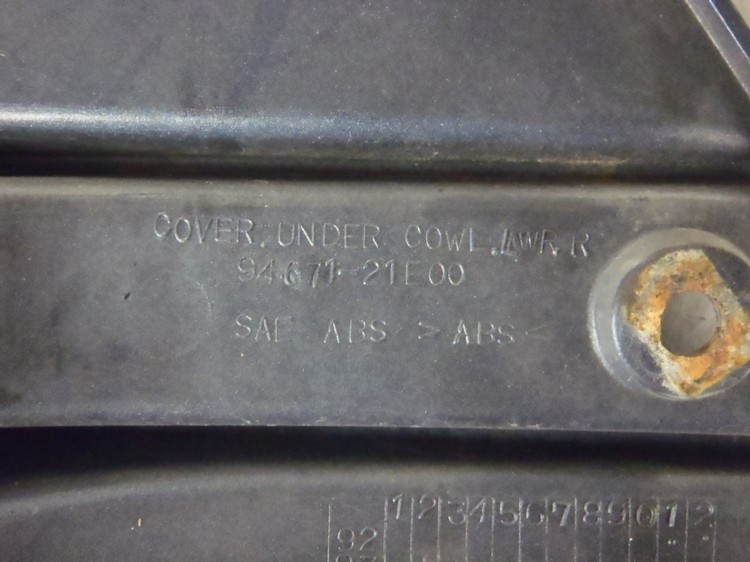 COVER,UNDER COWL,LWR.R
94671-21E00
SAE ABS >ABS<
1 2 3 4 5 6 7 8 9 0 1 2
92